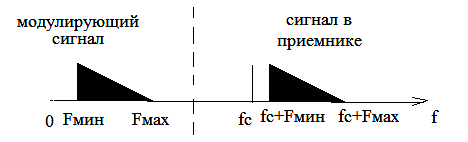 модулирующий
сигнал
сигнал в
приемнике
0 Fмин Fмах fc fc+Fмин fc+Fмах f